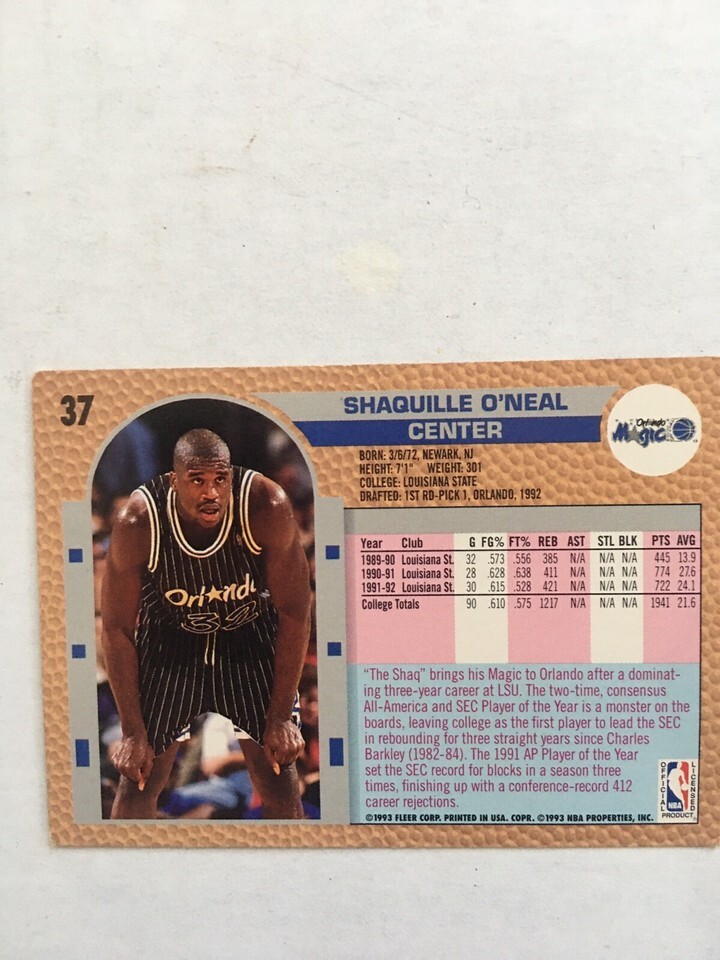 37
SHAQUILLE O'NEAL
CENTER
Orlando
MAGIC
BORN: 3/6/72, NEWARK, NJ
HEIGHT: 7'1" WEIGHT: 301
COLLEGE: LOUISIANA STATE
DRAFTED: 1ST RD-PICK 1, ORLANDO, 1992
Year Club G FG% FT% REB AST STL BLK PTS AVG
1989-90 Louisiana St. 32 .573 .556 385 N/A N/A N/A 445 13.9
1990-91 Louisiana St. 28 .628 .638 411 N/A N/A N/A 774 27.6
1991-92 Louisiana St. 30 .615 .528 421 N/A N/A N/A 722 24.1
College Totals 90 .610 .575 1217 N/A N/A N/A 1941 21.6
"The Shaq" brings his Magic to Orlando after a dominat-
ing three-year career at LSU. The two-time, consensus
All-America and SEC Player of the Year is a monster on the
boards, leaving college as the first player to lead the SEC
in rebounding for three straight years since Charles
Barkley (1982-84). The 1991 AP Player of the Year
set the SEC record for blocks in a season three
times, finishing up with a conference-record 412
career rejections.
©1993 FLEER CORP. PRINTED IN USA. COPR. ©1993 NBA PROPERTIES, INC.
OFFICIAL
LICENSED
NBA
PRODUCT
Orlando
32